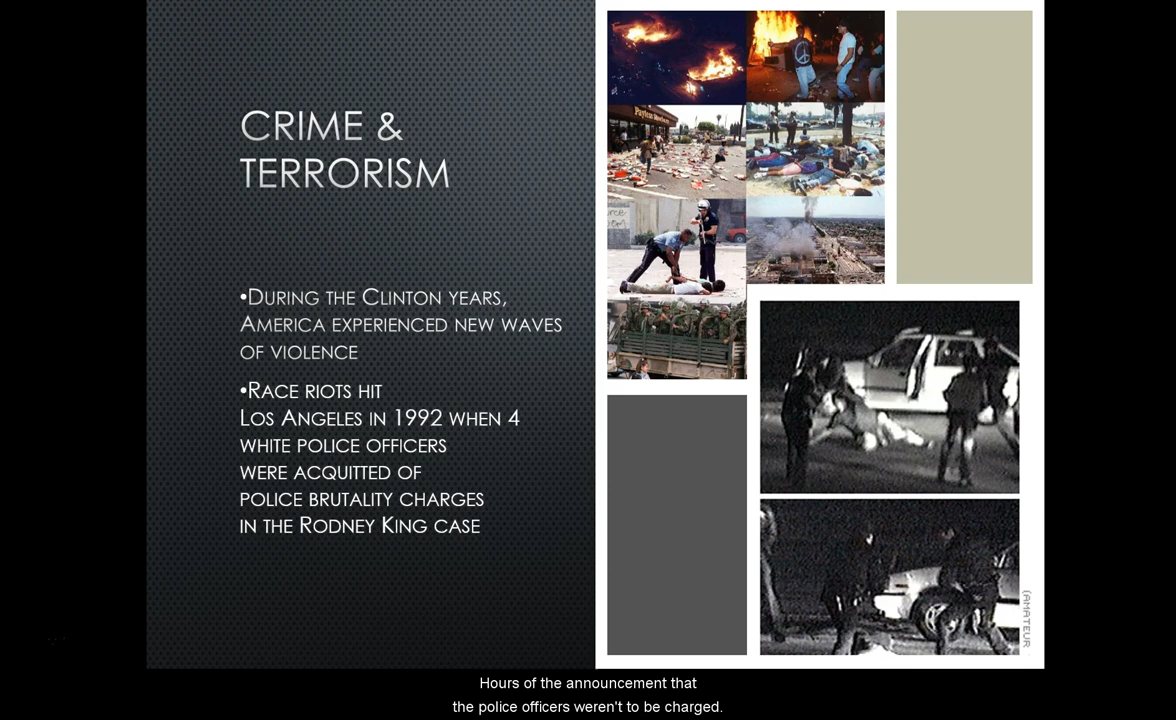 CRIME &
TERRORISM
•DURING THE CLINTON YEARS,
AMERICA EXPERIENCED NEW WAVES
OF VIOLENCE
•RACE RIOTS HIT
LOS ANGELES IN 1992 WHEN 4
WHITE POLICE OFFICERS
WERE ACQUITTED OF
POLICE BRUTALITY CHARGES
IN THE RODNEY KING CASE
(AMATEUR
Hours of the announcement that
the police officers weren't to be charged.